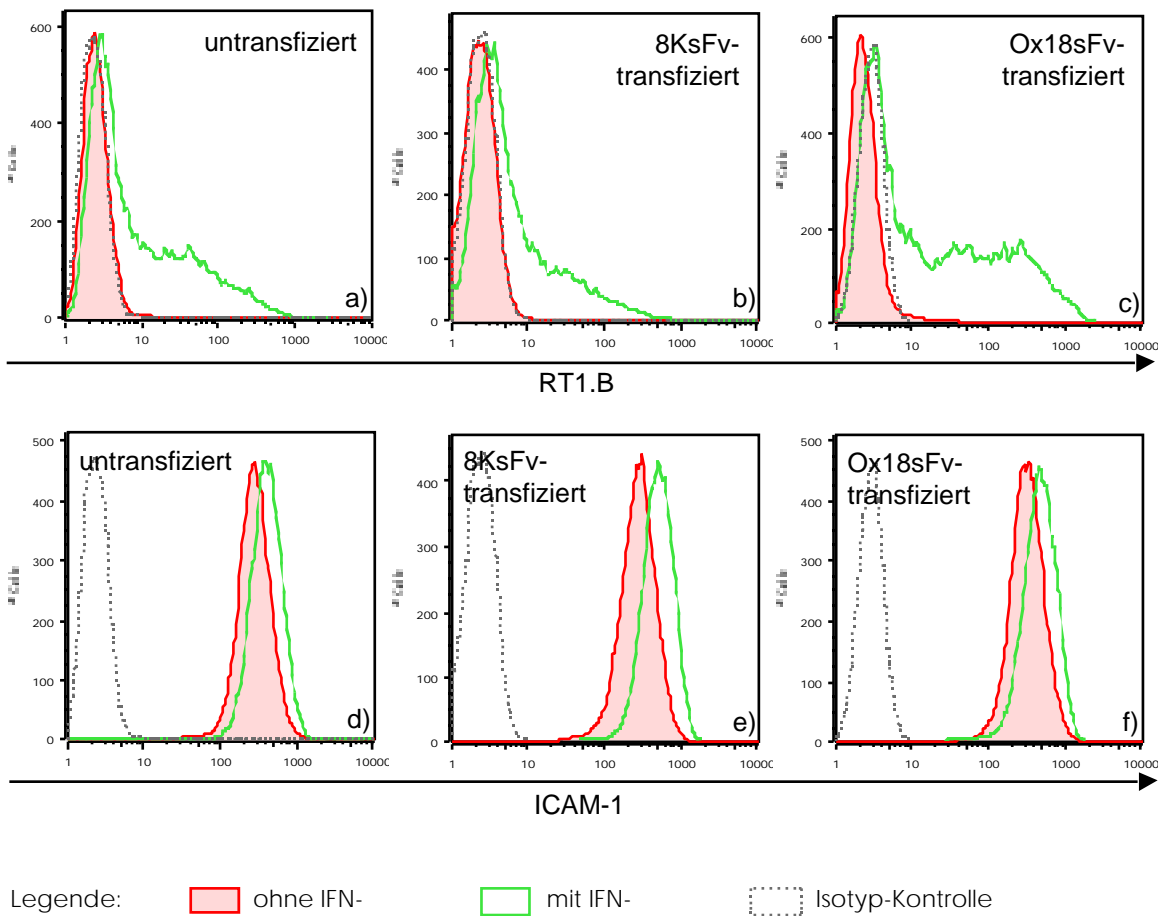 untransfiziert
8KsFv-
transfiziert
Ox18sFv-
transfiziert
600
400
200
0
400
300
200
100
0
600
400
200
0
a)
b)
c)
1 10 100 1000 10000
1 10 100 1000 10000
1 10 100 1000 10000
RT1.B
untransfiziert
8KsFv-
transfiziert
Ox18sFv-
transfiziert
500
400
300
200
100
0
400
300
200
100
0
500
400
300
200
100
0
d)
e)
f)
1 10 100 1000 10000
1 10 100 1000 10000
1 10 100 1000 10000
ICAM-1
Legende: ohne IFN- mit IFN- Isotyp-Kontrolle